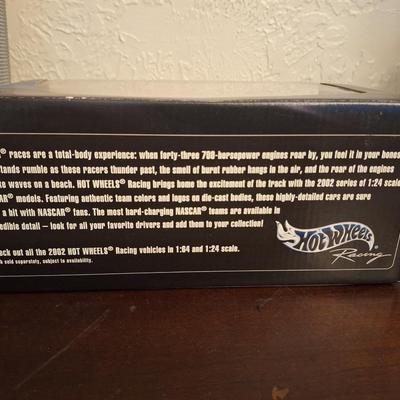 ® races are a total-body experience: when forty-three 700-horsepower engines roar by, you feel it in your bones
tands rumble as these racers thunder past, the smell of burnt rubber hangs in the air, and the roar of the engines
ke waves on a beach. HOT WHEELS® Racing brings home the excitement of the track with the 2002 series of 1:24 scale
AR® models. Featuring authentic team colors and logos on die-cast bodies, these highly-detailed cars are sure
a hit with NASCAR® fans. The most hard-charging NASCAR® teams are available in
edible detail – look for all your favorite drivers and add them to your collection!
eck out all the 2002 HOT WHEELS® Racing vehicles in 1:64 and 1:24 scale.
h sold separately, subject to availability.
Hot Wheels®
Racing